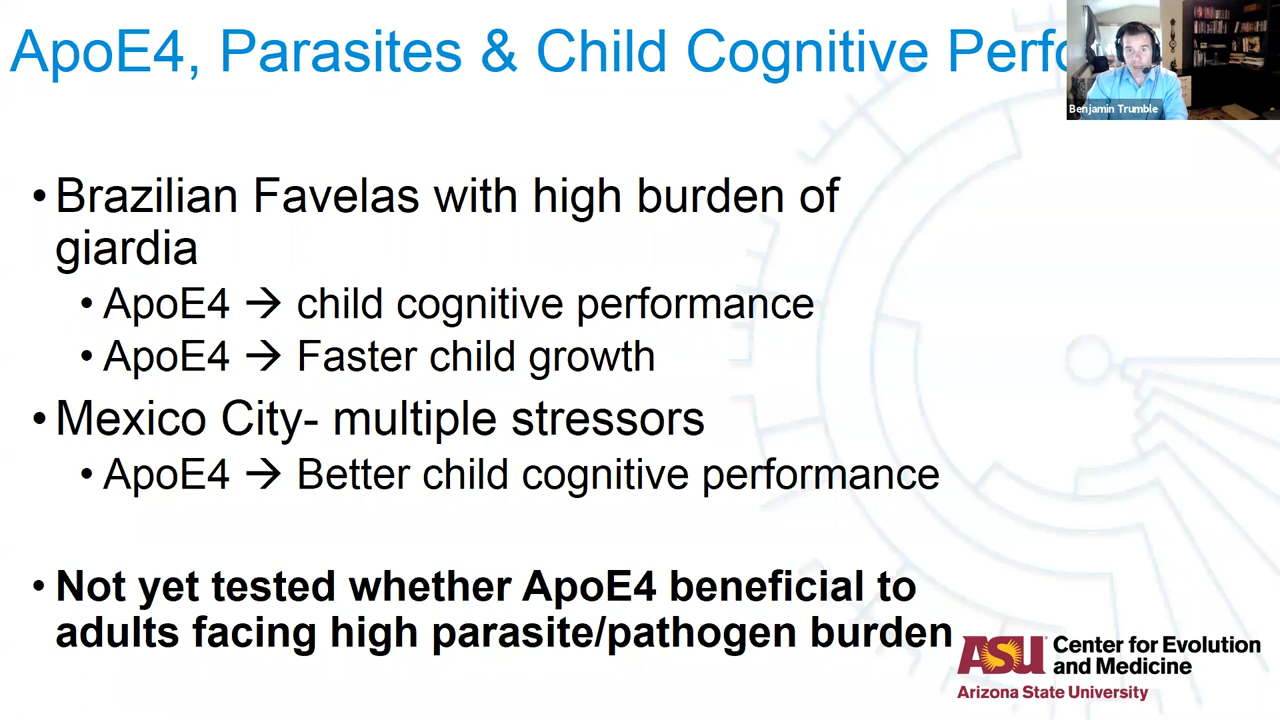 ApoE4, Parasites & Child Cognitive Perfo
Benjamin Trumble
• Brazilian Favelas with high burden of
giardia
• ApoE4 → child cognitive performance
• ApoE4 → Faster child growth
• Mexico City- multiple stressors
• ApoE4 → Better child cognitive performance
• Not yet tested whether ApoE4 beneficial to
adults facing high parasite/pathogen burden
ASU Center for Evolution
and Medicine
Arizona State University